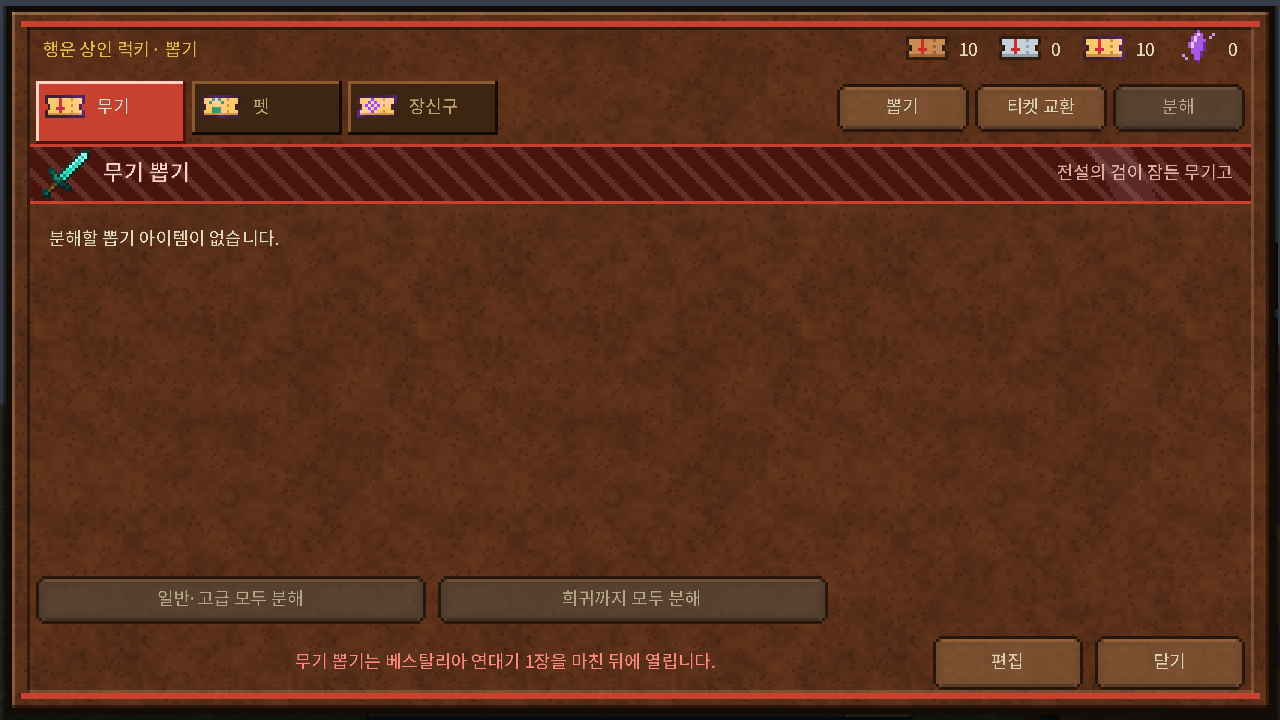 행운 상인 럭키 · 뽑기
10 0 10 0
무기 펫 장신구 뽑기 티켓 교환 분해
무기 뽑기 전설의 검이 잠든 무기고
분해할 뽑기 아이템이 없습니다.
일반·고급 모두 분해 희귀까지 모두 분해
무기 뽑기는 베스탈리아 연대기 1장을 마친 뒤에 열립니다. 편집 닫기